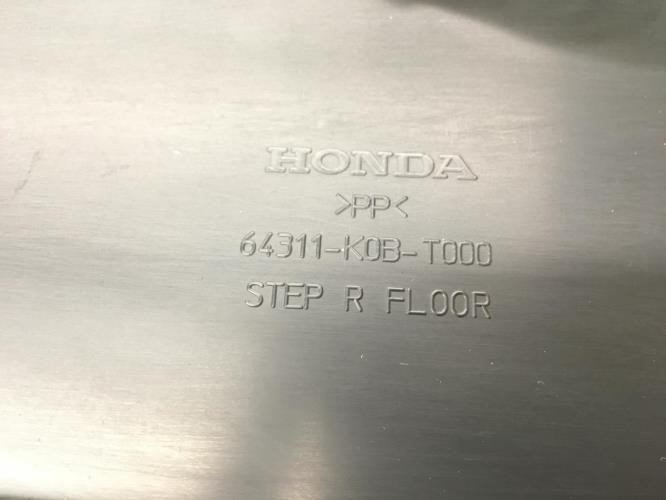 HONDA
>PP<
64311-K0B-T000
STEP R FLOOR